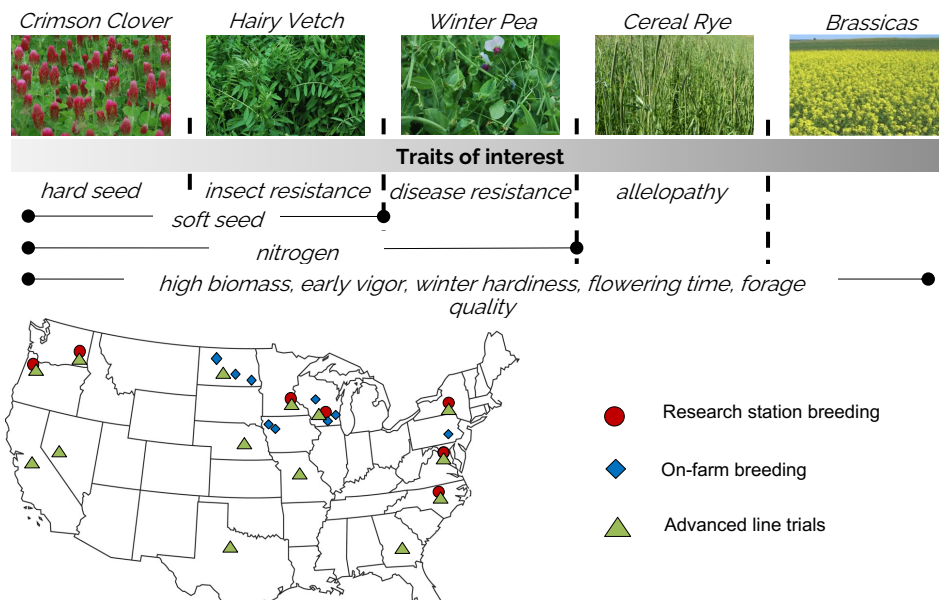 Crimson Clover
Hairy Vetch
Winter Pea
Cereal Rye
Brassicas
Traits of interest
hard seed
insect resistance
disease resistance
allelopathy
soft seed
nitrogen
high biomass, early vigor, winter hardiness, flowering time, forage
quality
Research station breeding
On-farm breeding
Advanced line trials